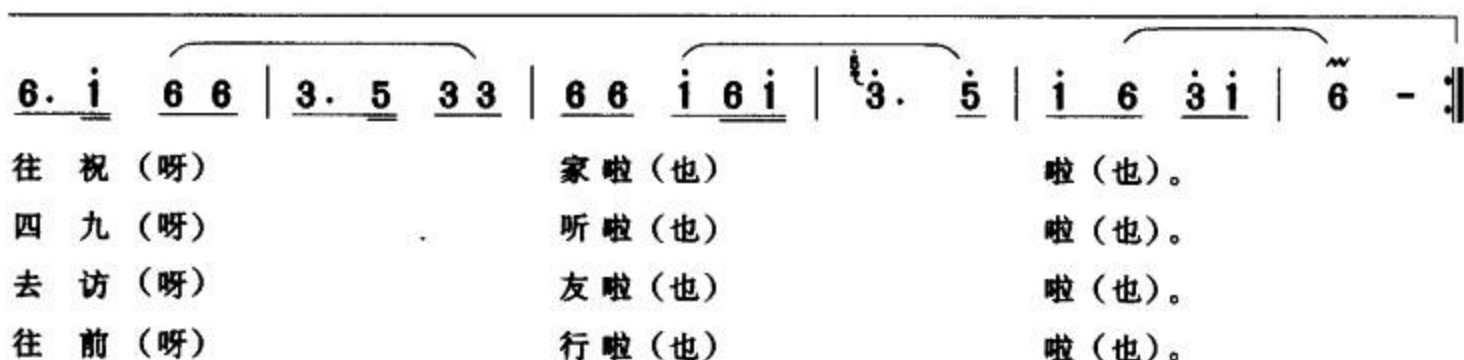 6. i 6 6 | 3. 5 3 3 | 6 6 i 6 i | 3. 5 | i 6 3 i | 6 - :|
往 祝（呀） 家 啦（也） 啦（也）。
四 九（呀） 听 啦（也） 啦（也）。
去 访（呀） 友 啦（也） 啦（也）。
往 前（呀） 行 啦（也） 啦（也）。